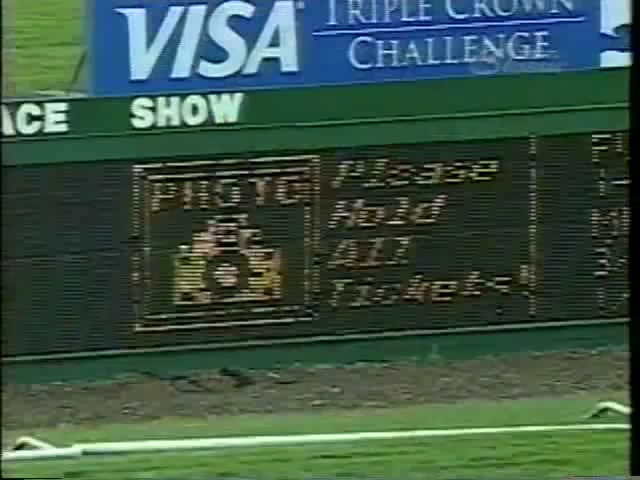 VISA
TRIPLE CROWN
CHALLENGE
ACE SHOW
PHOTO
Please
Hold
All
Tickets!